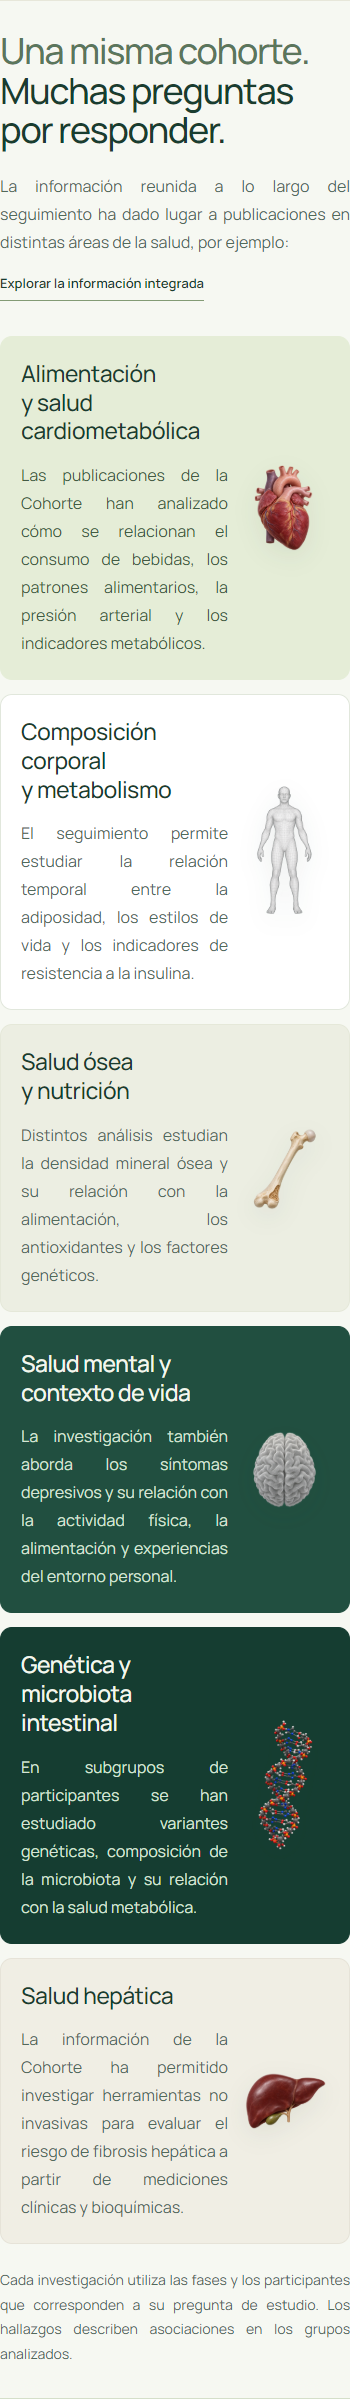 Una misma cohorte.
Muchas preguntas
por responder.
La información reunida a lo largo del
seguimiento ha dado lugar a publicaciones en
distintas áreas de la salud, por ejemplo:
Explorar la información integrada
Alimentación
y salud
cardiometabólica
Las publicaciones de la
Cohorte han analizado
cómo se relacionan el
consumo de bebidas, los
patrones alimentarios, la
presión arterial y los
indicadores metabólicos.
Composición
corporal
y metabolismo
El seguimiento permite
estudiar la relación
temporal entre la
adiposidad, los estilos de
vida y los indicadores de
resistencia a la insulina.
Salud ósea
y nutrición
Distintos análisis estudian
la densidad mineral ósea y
su relación con la
alimentación, los
antioxidantes y los factores
genéticos.
Salud mental y
contexto de vida
La investigación también
aborda los síntomas
depresivos y su relación con
la actividad física, la
alimentación y experiencias
del entorno personal.
Genética y
microbiota
intestinal
En subgrupos de
participantes se han
estudiado variantes
genéticas, composición de
la microbiota y su relación
con la salud metabólica.
Salud hepática
La información de la
Cohorte ha permitido
investigar herramientas no
invasivas para evaluar el
riesgo de fibrosis hepática a
partir de mediciones
clínicas y bioquímicas.
Cada investigación utiliza las fases y los participantes
que corresponden a su pregunta de estudio. Los
hallazgos describen asociaciones en los grupos
analizados.